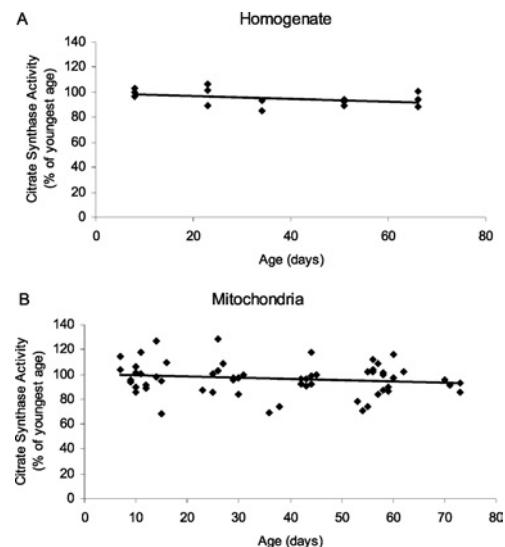 A
Homogenate
Citrate Synthase Activity
(% of youngest age)
140
120
100
80
60
40
20
0
0 20 40 60 80
Age (days)
B
Mitochondria
Citrate Synthase Activity
(% of youngest age)
140
120
100
80
60
40
20
0
0 10 20 30 40 50 60 70 80
Age (days)